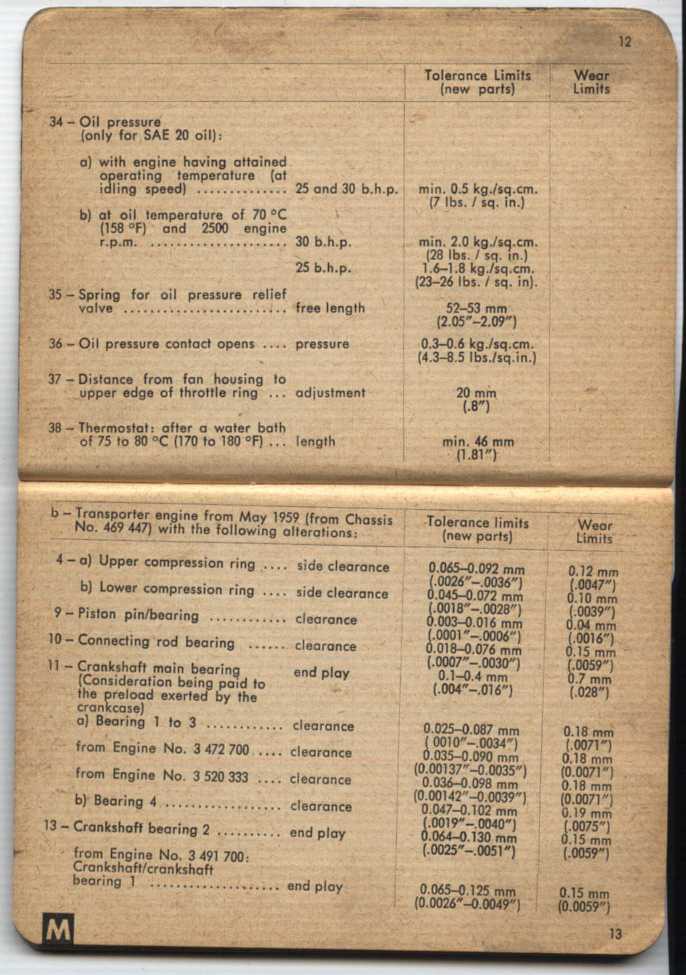 12
Tolerance Limits Wear
(new parts) Limits
34 – Oil pressure
(only for SAE 20 oil):
a) with engine having attained
operating temperature (at
idling speed) .............. 25 and 30 b.h.p. min. 0.5 kg./sq.cm.
(7 lbs. / sq. in.)
b) at oil temperature of 70 °C
(158 °F) and 2500 engine
r.p.m. ..................... 30 b.h.p. min. 2.0 kg./sq.cm.
(28 lbs. / sq. in.)
25 b.h.p. 1.6–1.8 kg./sq.cm.
(23–26 lbs. / sq. in).
35 – Spring for oil pressure relief
valve ......................... free length 52–53 mm
(2.05″–2.09″)
36 – Oil pressure contact opens .... pressure 0.3–0.6 kg./sq.cm.
(4.3–8.5 lbs./sq.in.)
37 – Distance from fan housing to
upper edge of throttle ring ... adjustment 20 mm
(.8″)
38 – Thermostat: after a water bath
of 75 to 80 °C (170 to 180 °F) ... length min. 46 mm
(1.81″)
b – Transporter engine from May 1959 (from Chassis Tolerance limits Wear
No. 469 447) with the following alterations: (new parts) Limits
4 – a) Upper compression ring .... side clearance 0.065–0.092 mm 0.12 mm
(.0026″–.0036″) (.0047″)
b) Lower compression ring .... side clearance 0.045–0.072 mm 0.10 mm
(.0018″–.0028″) (.0039″)
9 – Piston pin/bearing ............ clearance 0.003–0.016 mm 0.04 mm
(.0001″–.0006″) (.0016″)
10 – Connecting rod bearing ...... clearance 0.018–0.076 mm 0.15 mm
(.0007″–.0030″) (.0059″)
11 – Crankshaft main bearing end play 0.1–0.4 mm 0.7 mm
(Consideration being paid to (.004″–.016″) (.028″)
the preload exerted by the
crankcase)
a) Bearing 1 to 3 ............ clearance 0.025–0.087 mm 0.18 mm
( 0010″–.0034″) (.0071″)
from Engine No. 3 472 700 .... clearance 0.035–0.090 mm 0.18 mm
(0.00137″–0.0035″) (0.0071″)
from Engine No. 3 520 333 .... clearance 0.036–0.098 mm 0.18 mm
(0.00142″–0.0039″) (0.0071″)
b) Bearing 4 .................. clearance 0.047–0.102 mm 0.19 mm
(.0019″–.0040″) (.0075″)
13 – Crankshaft bearing 2 .......... end play 0.064–0.130 mm 0.15 mm
(.0025″–.0051″) (.0059″)
from Engine No. 3 491 700:
Crankshaft/crankshaft
bearing 1 .................... end play 0.065–0.125 mm 0.15 mm
(0.0026″–0.0049″) (0.0059″)
M 13